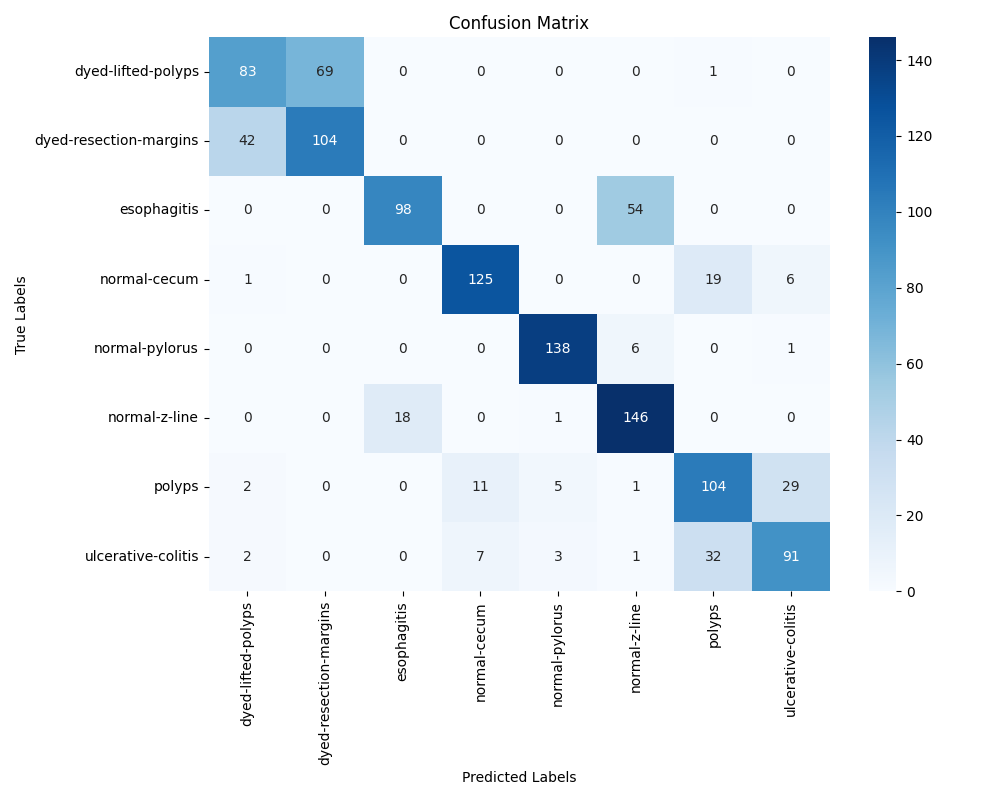 Confusion Matrix
True Labels
dyed-lifted-polyps 83 69 0 0 0 0 1 0
dyed-resection-margins 42 104 0 0 0 0 0 0
esophagitis 0 0 98 0 0 54 0 0
normal-cecum 1 0 0 125 0 0 19 6
normal-pylorus 0 0 0 0 138 6 0 1
normal-z-line 0 0 18 0 1 146 0 0
polyps 2 0 0 11 5 1 104 29
ulcerative-colitis 2 0 0 7 3 1 32 91
dyed-lifted-polyps
dyed-resection-margins
esophagitis
normal-cecum
normal-pylorus
normal-z-line
polyps
ulcerative-colitis
Predicted Labels
140
120
100
80
60
40
20
0